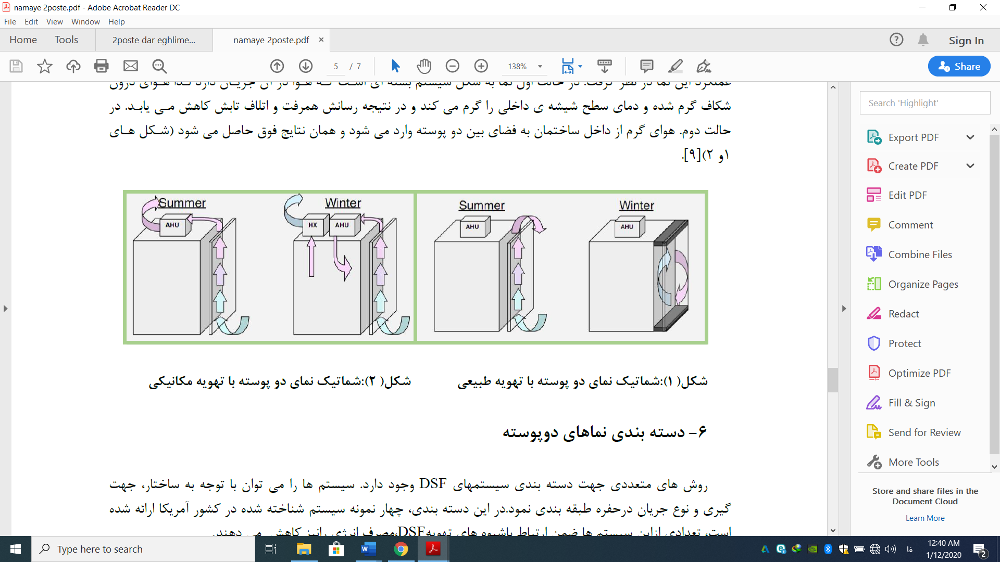 namaye 2poste.pdf - Adobe Acrobat Reader DC
File Edit View Window Help
Home Tools 2poste dar eghlime... namaye 2poste.pdf × Sign In
5 / 7 138% Share
عملکرد این نما در نظر گرفت. در حالت اول نما به شکل سیستم بسته ای است که هوا در آن جریان دارد لذا هوای درون
شکاف گرم شده و دمای سطح شیشه ی داخلی را گرم می کند و در نتیجه رسانش همرفت و اتلاف تابش کاهش می یابد. در
حالت دوم. هوای گرم از داخل ساختمان به فضای بین دو پوسته وارد می شود و همان نتایج فوق حاصل می شود (شکل های
۱و ۲)[۹].
Summer Winter Summer Winter
AHU HX AHU AHU AHU
شکل( ۱):شماتیک نمای دو پوسته با تهویه طبیعی
شکل( ۲):شماتیک نمای دو پوسته با تهویه مکانیکی
۶- دسته بندی نماهای دوپوسته
روش های متعددی جهت دسته بندی سیستمهای DSF وجود دارد. سیستم ها را می توان با توجه به ساختار، جهت
گیری و نوع جریان درحفره طبقه بندی نمود.در این دسته بندی، چهار نمونه سیستم شناخته شده در کشور آمریکا ارائه شده
است، تعدادی ازاین سیستم ها ضمن ارتباط باشیوه های تهویهDSF،مصرف انرژی رانیز کاهش می دهند.
Search 'Highlight'
Export PDF
Create PDF
Edit PDF
Comment
Combine Files
Organize Pages
Redact
Protect
Optimize PDF
Fill & Sign
Send for Review
More Tools
Store and share files in the
Document Cloud
Learn More
Type here to search
فا
12:40 AM
1/12/2020
2